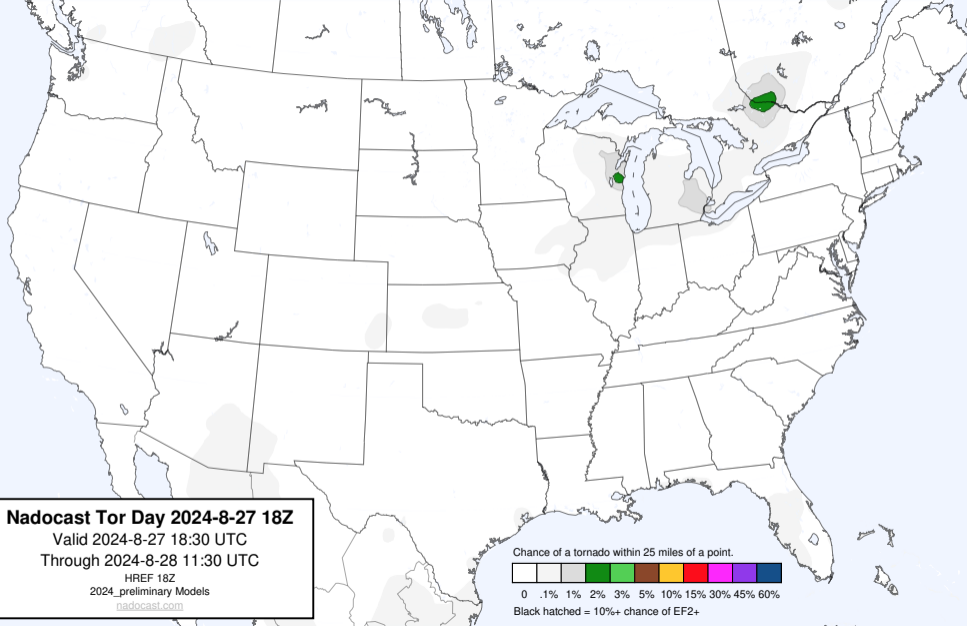 Nadocast Tor Day 2024-8-27 18Z
Valid 2024-8-27 18:30 UTC
Through 2024-8-28 11:30 UTC
HREF 18Z
2024_preliminary Models
nadocast.com
Chance of a tornado within 25 miles of a point.
0 .1% 1% 2% 3% 5% 10% 15% 30% 45% 60%
Black hatched = 10%+ chance of EF2+